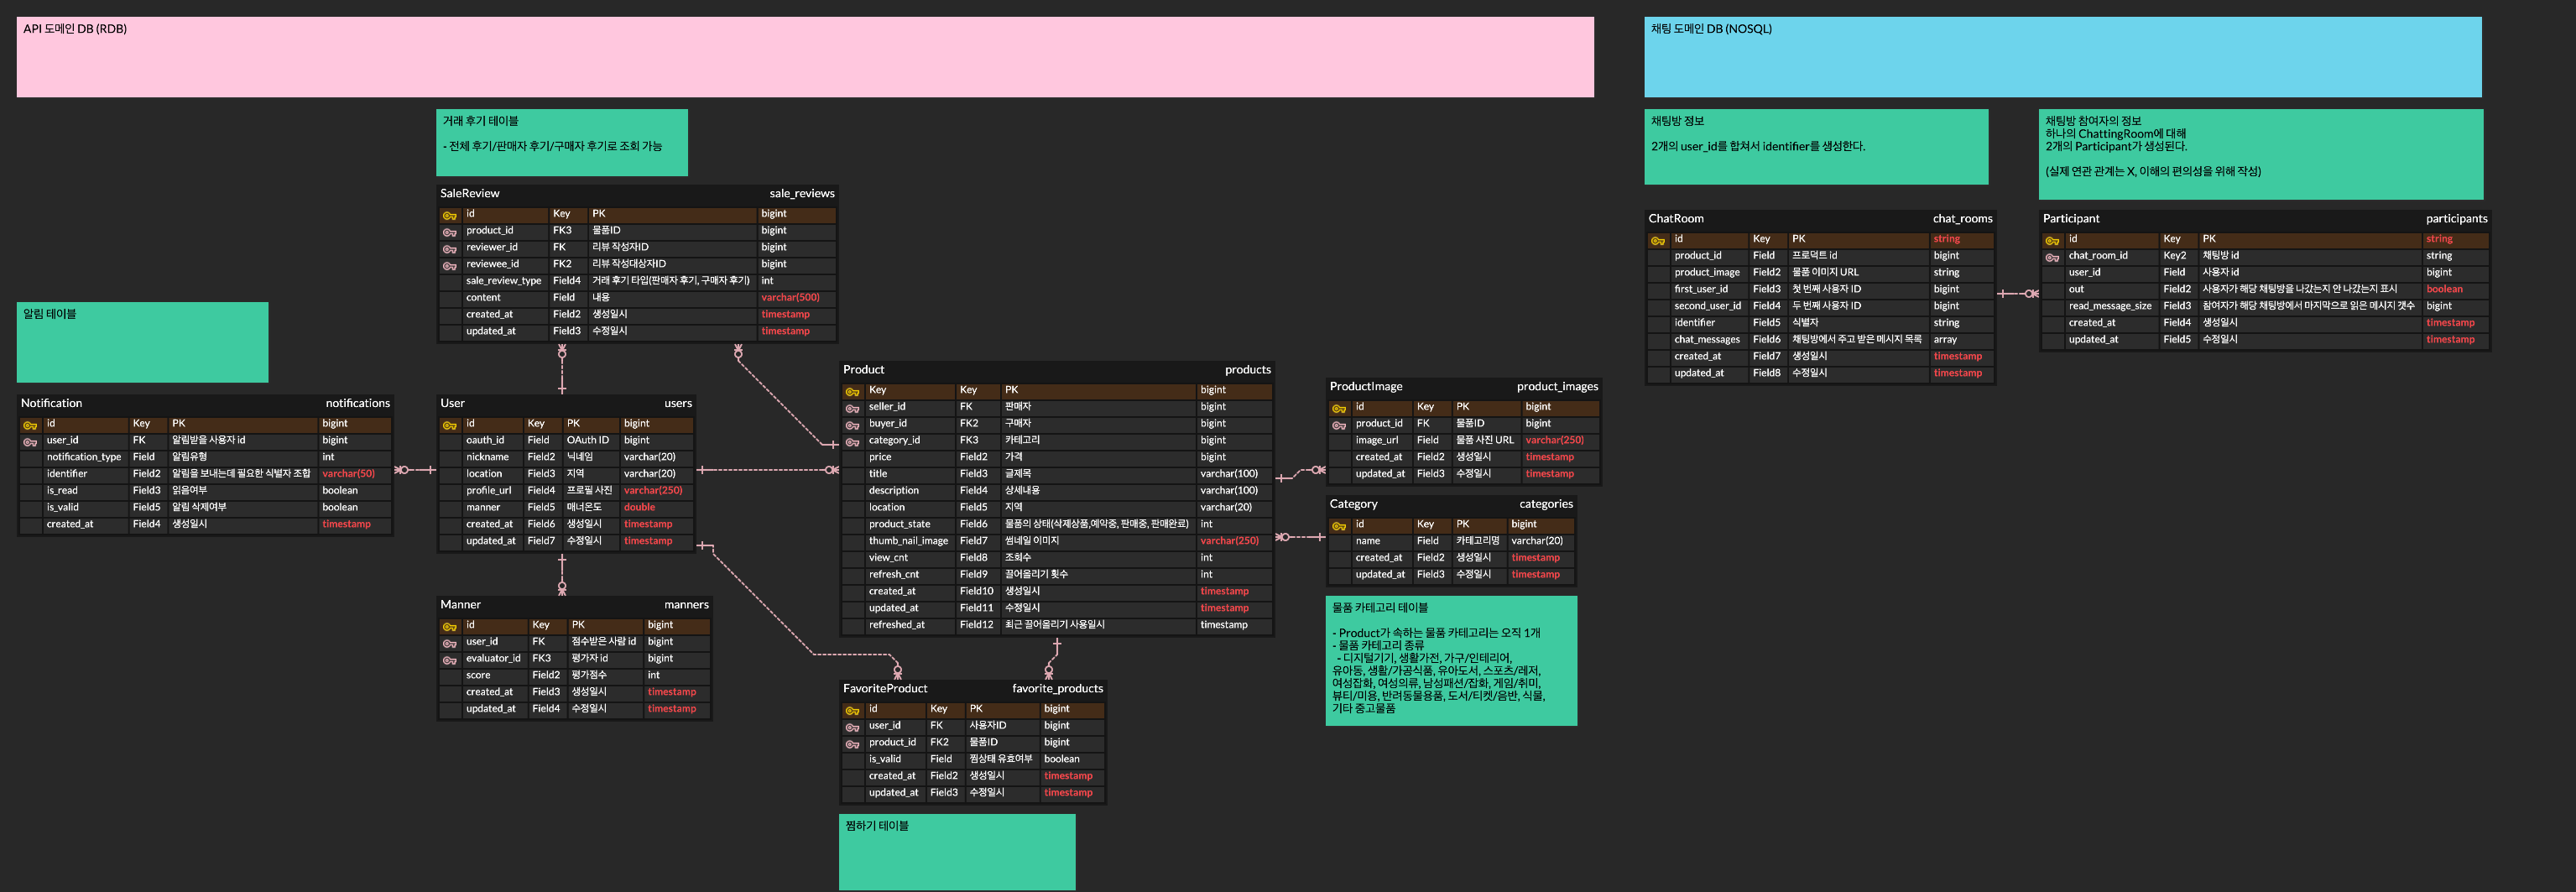 API 도메인 DB (RDB)
채팅 도메인 DB (NOSQL)
거래 후기 테이블
- 전체 후기/판매자 후기/구매자 후기로 조회 가능
채팅방 정보
2개의 user_id를 합쳐서 identifier를 생성한다.
채팅방 참여자의 정보
하나의 ChattingRoom에 대해
2개의 Participant가 생성된다.
(실제 연관 관계는 X, 이해의 편의성을 위해 작성)
SaleReview sale_reviews
id Key PK bigint
product_id FK3 물품ID bigint
reviewer_id FK 리뷰 작성자ID bigint
reviewee_id FK2 리뷰 작성대상자ID bigint
sale_review_type Field4 거래 후기 타입(판매자 후기, 구매자 후기) int
content Field 내용 varchar(500)
created_at Field2 생성일시 timestamp
updated_at Field3 수정일시 timestamp
ChatRoom chat_rooms
id Key PK string
product_id Field 프로덕트 id bigint
product_image Field2 물품 이미지 URL string
first_user_id Field3 첫 번째 사용자 ID bigint
second_user_id Field4 두 번째 사용자 ID bigint
identifier Field5 식별자 string
chat_messages Field6 채팅방에서 주고 받은 메시지 목록 array
created_at Field7 생성일시 timestamp
updated_at Field8 수정일시 timestamp
Participant participants
id Key PK string
chat_room_id Key2 채팅방 id string
user_id Field 사용자 id bigint
out Field2 사용자가 해당 채팅방을 나갔는지 안 나갔는지 표시 boolean
read_message_size Field3 참여자가 해당 채팅방에서 마지막으로 읽은 메시지 갯수 bigint
created_at Field4 생성일시 timestamp
updated_at Field5 수정일시 timestamp
알림 테이블
Notification notifications
id Key PK bigint
user_id FK 알림받을 사용자 id bigint
notification_type Field 알림유형 int
identifier Field2 알림을 보내는데 필요한 식별자 조합 varchar(50)
is_read Field3 읽음여부 boolean
is_valid Field5 알림 삭제여부 boolean
created_at Field4 생성일시 timestamp
User users
id Key PK bigint
oauth_id Field OAuth ID bigint
nickname Field2 닉네임 varchar(20)
location Field3 지역 varchar(20)
profile_url Field4 프로필 사진 varchar(250)
manner Field5 매너온도 double
created_at Field6 생성일시 timestamp
updated_at Field7 수정일시 timestamp
Product products
Key Key PK bigint
seller_id FK 판매자 bigint
buyer_id FK2 구매자 bigint
category_id FK3 카테고리 bigint
price Field2 가격 bigint
title Field3 글제목 varchar(100)
description Field4 상세내용 varchar(100)
location Field5 지역 varchar(20)
product_state Field6 물품의 상태(삭제상품,예약중, 판매중, 판매완료) int
thumb_nail_image Field7 썸네일 이미지 varchar(250)
view_cnt Field8 조회수 int
refresh_cnt Field9 끌어올리기 횟수 int
created_at Field10 생성일시 timestamp
updated_at Field11 수정일시 timestamp
refreshed_at Field12 최근 끌어올리기 사용일시 timestamp
ProductImage product_images
id Key PK bigint
product_id FK 물품ID bigint
image_url Field 물품 사진 URL varchar(250)
created_at Field2 생성일시 timestamp
updated_at Field3 수정일시 timestamp
Category categories
id Key PK bigint
name Field 카테고리명 varchar(20)
created_at Field2 생성일시 timestamp
updated_at Field3 수정일시 timestamp
물품 카테고리 테이블
- Product가 속하는 물품 카테고리는 오직 1개
- 물품 카테고리 종류
- 디지털기기, 생활가전, 가구/인테리어,
유아동, 생활/가공식품, 유아도서, 스포츠/레저,
여성잡화, 여성의류, 남성패션/잡화, 게임/취미,
뷰티/미용, 반려동물용품, 도서/티켓/음반, 식물,
기타 중고물품
Manner manners
id Key PK bigint
user_id FK 점수받은 사람 id bigint
evaluator_id FK3 평가자 id bigint
score Field2 평가점수 int
created_at Field3 생성일시 timestamp
updated_at Field4 수정일시 timestamp
FavoriteProduct favorite_products
id Key PK bigint
user_id FK 사용자ID bigint
product_id FK2 물품ID bigint
is_valid Field 찜상태 유효여부 boolean
created_at Field2 생성일시 timestamp
updated_at Field3 수정일시 timestamp
찜하기 테이블